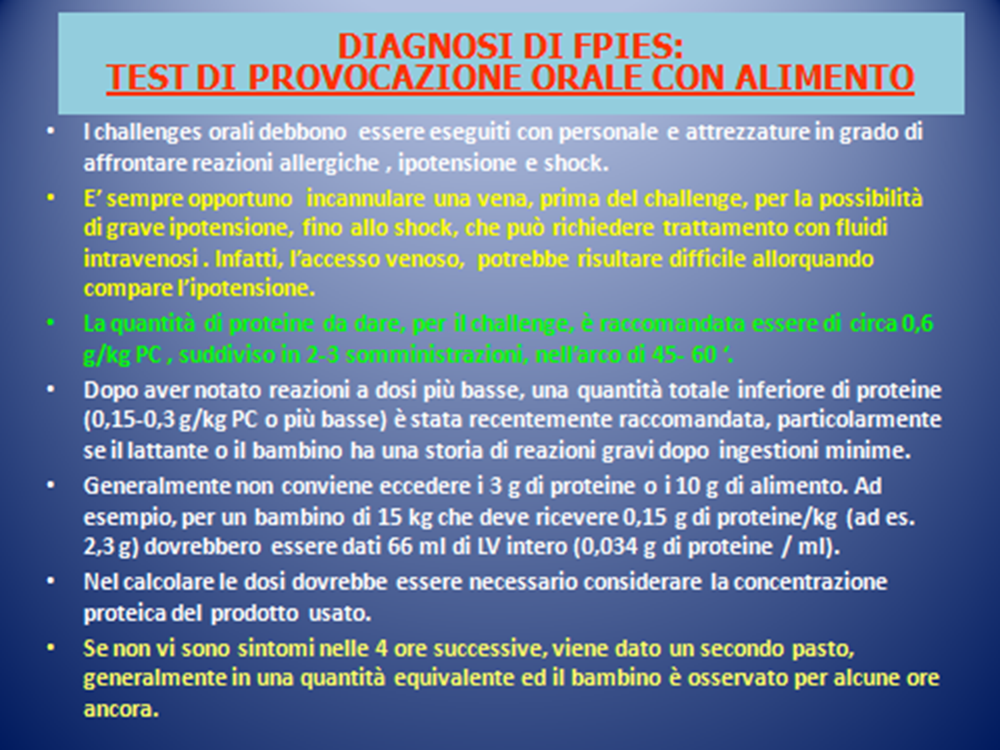 DIAGNOSI DI FPIES:
TEST DI PROVOCAZIONE ORALE CON ALIMENTO
• I challenges orali debbono essere eseguiti con personale e attrezzature in grado di
affrontare reazioni allergiche , ipotensione e shock.
• E’ sempre opportuno incannulare una vena, prima del challenge, per la possibilità
di grave ipotensione, fino allo shock, che può richiedere trattamento con fluidi
intravenosi . Infatti, l’accesso venoso, potrebbe risultare difficile allorquando
compare l’ipotensione.
• La quantità di proteine da dare, per il challenge, è raccomandata essere di circa 0,6
g/kg PC , suddiviso in 2-3 somministrazioni, nell’arco di 45- 60 ‘.
• Dopo aver notato reazioni a dosi più basse, una quantità totale inferiore di proteine
(0,15-0,3 g/kg PC o più basse) è stata recentemente raccomandata, particolarmente
se il lattante o il bambino ha una storia di reazioni gravi dopo ingestioni minime.
• Generalmente non conviene eccedere i 3 g di proteine o i 10 g di alimento. Ad
esempio, per un bambino di 15 kg che deve ricevere 0,15 g di proteine/kg (ad es.
2,3 g) dovrebbero essere dati 66 ml di LV intero (0,034 g di proteine / ml).
• Nel calcolare le dosi dovrebbe essere necessario considerare la concentrazione
proteica del prodotto usato.
• Se non vi sono sintomi nelle 4 ore successive, viene dato un secondo pasto,
generalmente in una quantità equivalente ed il bambino è osservato per alcune ore
ancora.